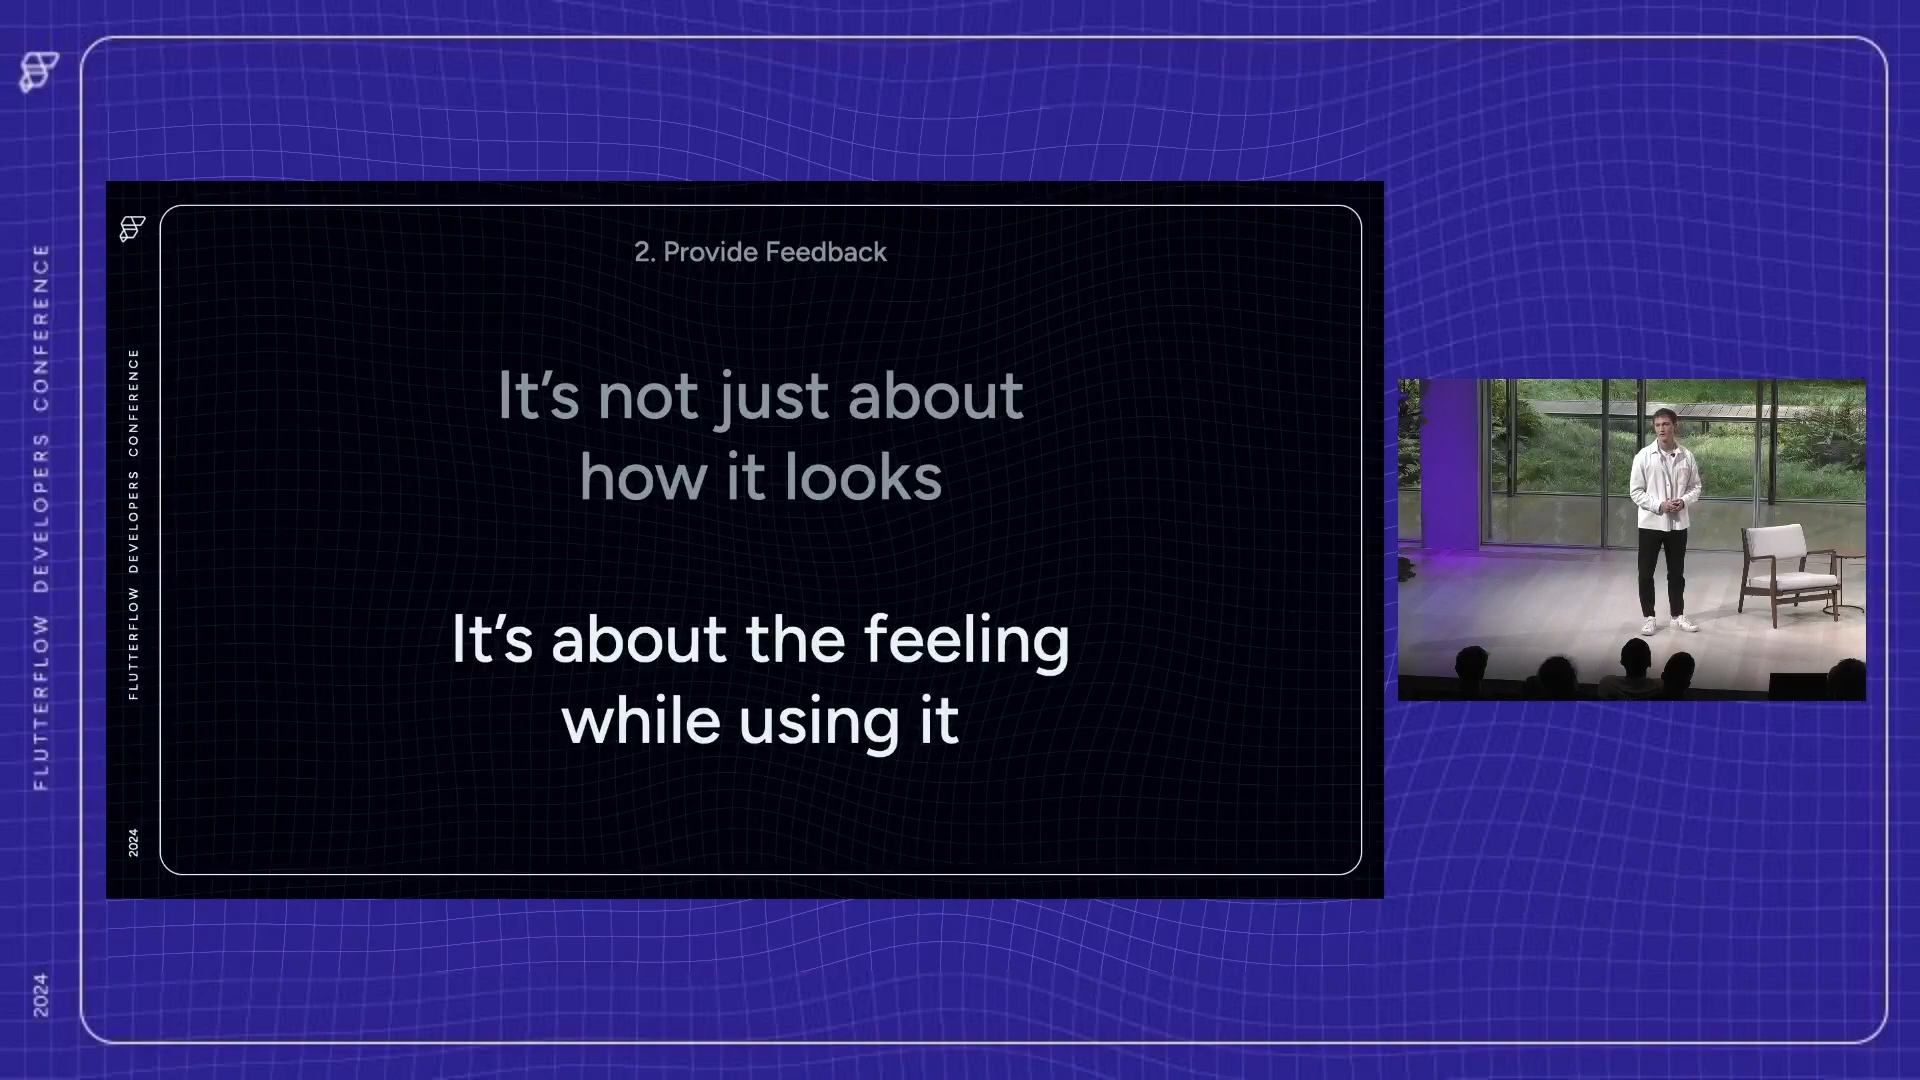 FLUTTERFLOW DEVELOPERS CONFERENCE
2024
FLUTTERFLOW DEVELOPERS CONFERENCE
2024
2. Provide Feedback
It’s not just about
how it looks
It’s about the feeling
while using it